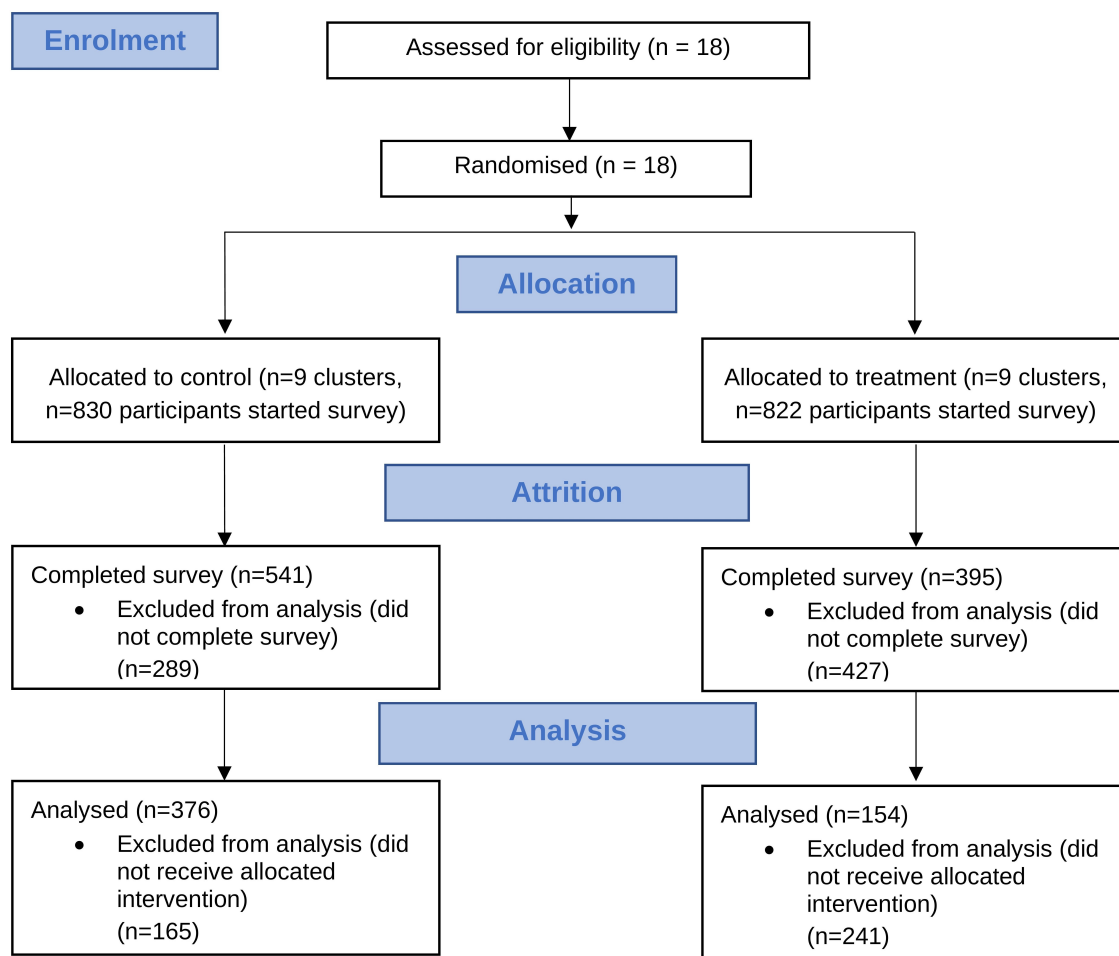 Enrolment
Assessed for eligibility (n = 18)
Randomised (n = 18)
Allocation
Allocated to control (n=9 clusters,
n=830 participants started survey)
Allocated to treatment (n=9 clusters,
n=822 participants started survey)
Attrition
Completed survey (n=541)
• Excluded from analysis (did
not complete survey)
(n=289)
Completed survey (n=395)
• Excluded from analysis (did
not complete survey)
(n=427)
Analysis
Analysed (n=376)
• Excluded from analysis (did
not receive allocated
intervention)
(n=165)
Analysed (n=154)
• Excluded from analysis (did
not receive allocated
intervention)
(n=241)